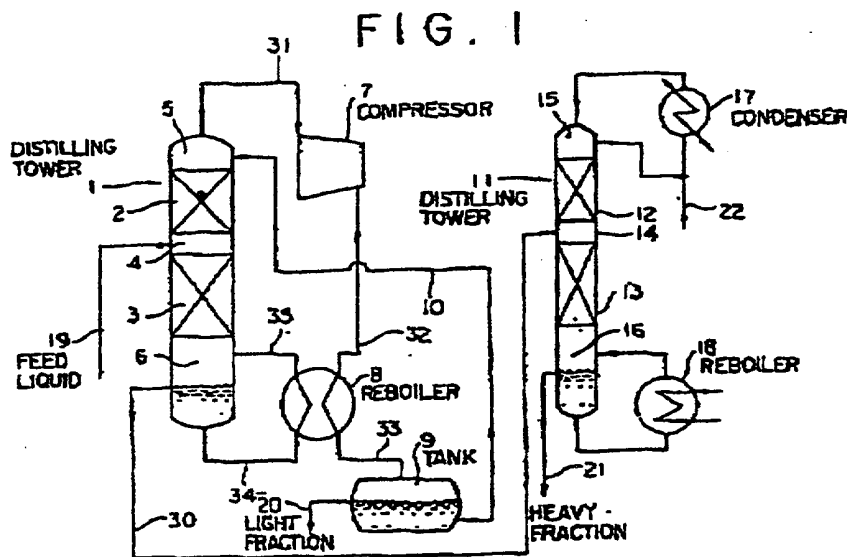 FIG. 1
31
7
COMPRESSOR
5
15
17
CONDENSER
DISTILLING
TOWER
1
2
11
DISTILLING
TOWER
12
22
4
14
3
10
13
19
FEED
LIQUID
6
35
32
16
8
REBOILER
18
REBOILER
33
9
TANK
34
20
LIGHT
FRACTION
21
30
HEAVY-
FRACTION